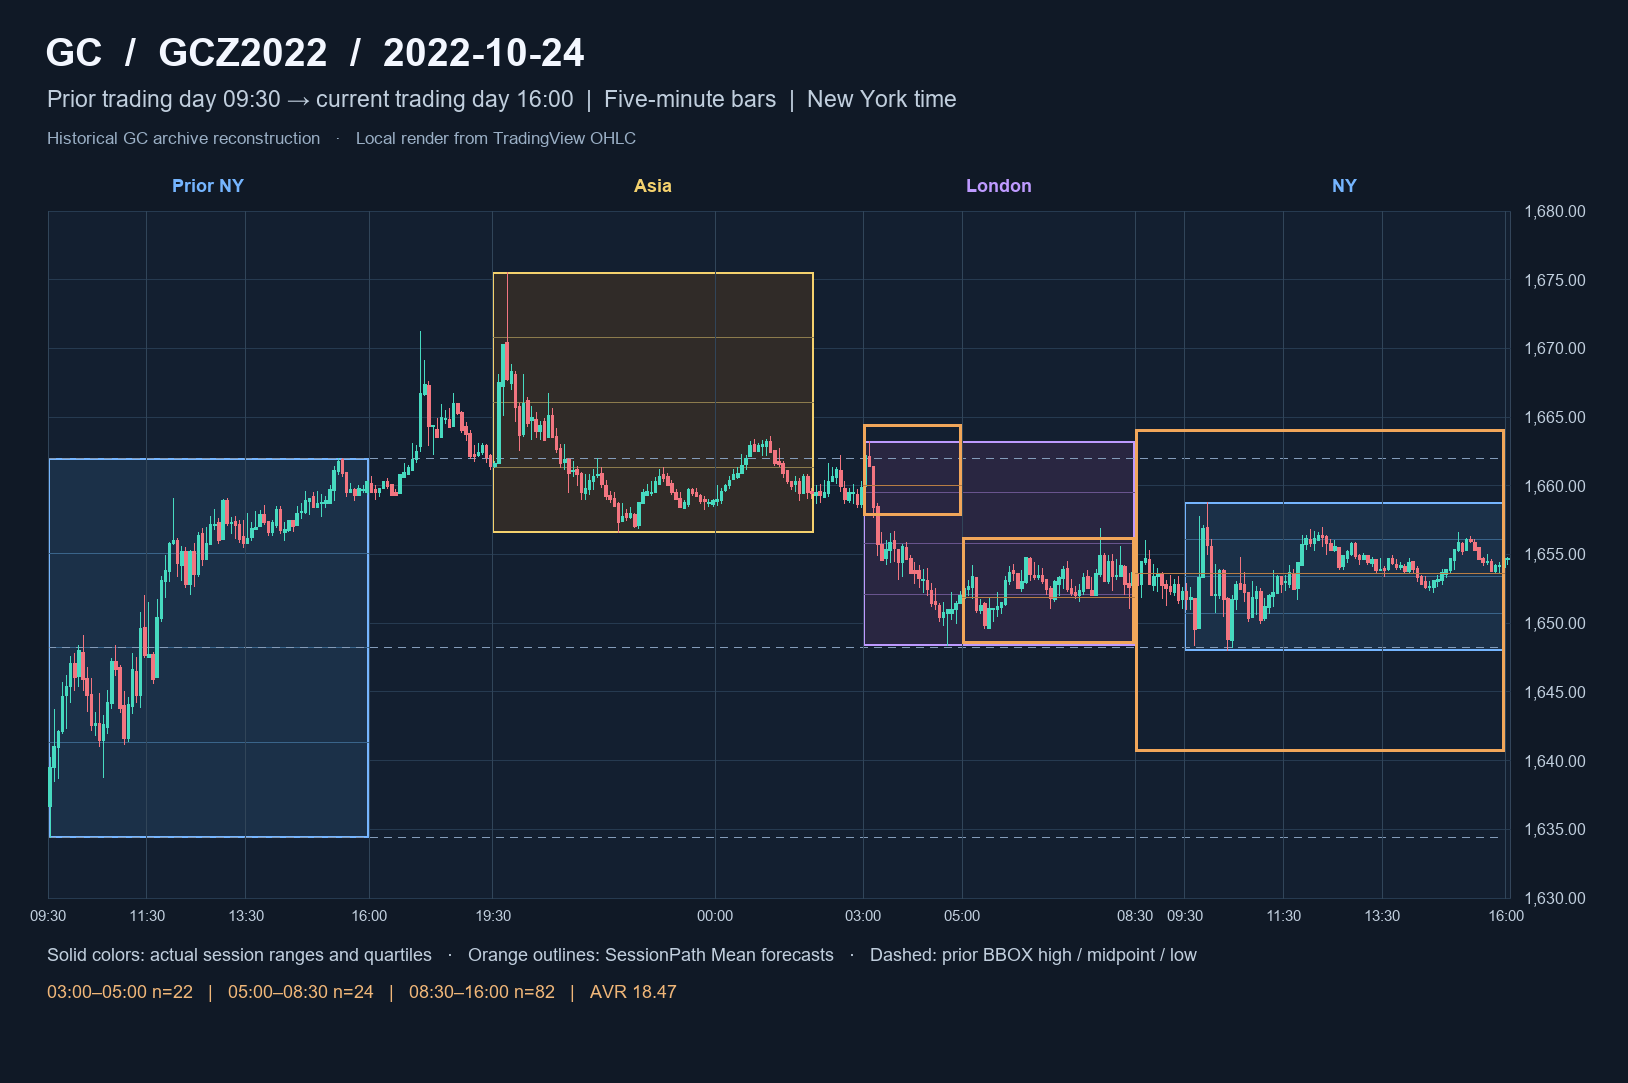 GC / GCZ2022 / 2022-10-24
Prior trading day 09:30 → current trading day 16:00 | Five-minute bars | New York time
Historical GC archive reconstruction · Local render from TradingView OHLC
Prior NY Asia London NY
1,680.00
1,675.00
1,670.00
1,665.00
1,660.00
1,655.00
1,650.00
1,645.00
1,640.00
1,635.00
1,630.00
09:30 11:30 13:30 16:00 19:30 00:00 03:00 05:00 08:30 09:30 11:30 13:30 16:00
Solid colors: actual session ranges and quartiles · Orange outlines: SessionPath Mean forecasts · Dashed: prior BBOX high / midpoint / low
03:00–05:00 n=22 | 05:00–08:30 n=24 | 08:30–16:00 n=82 | AVR 18.47